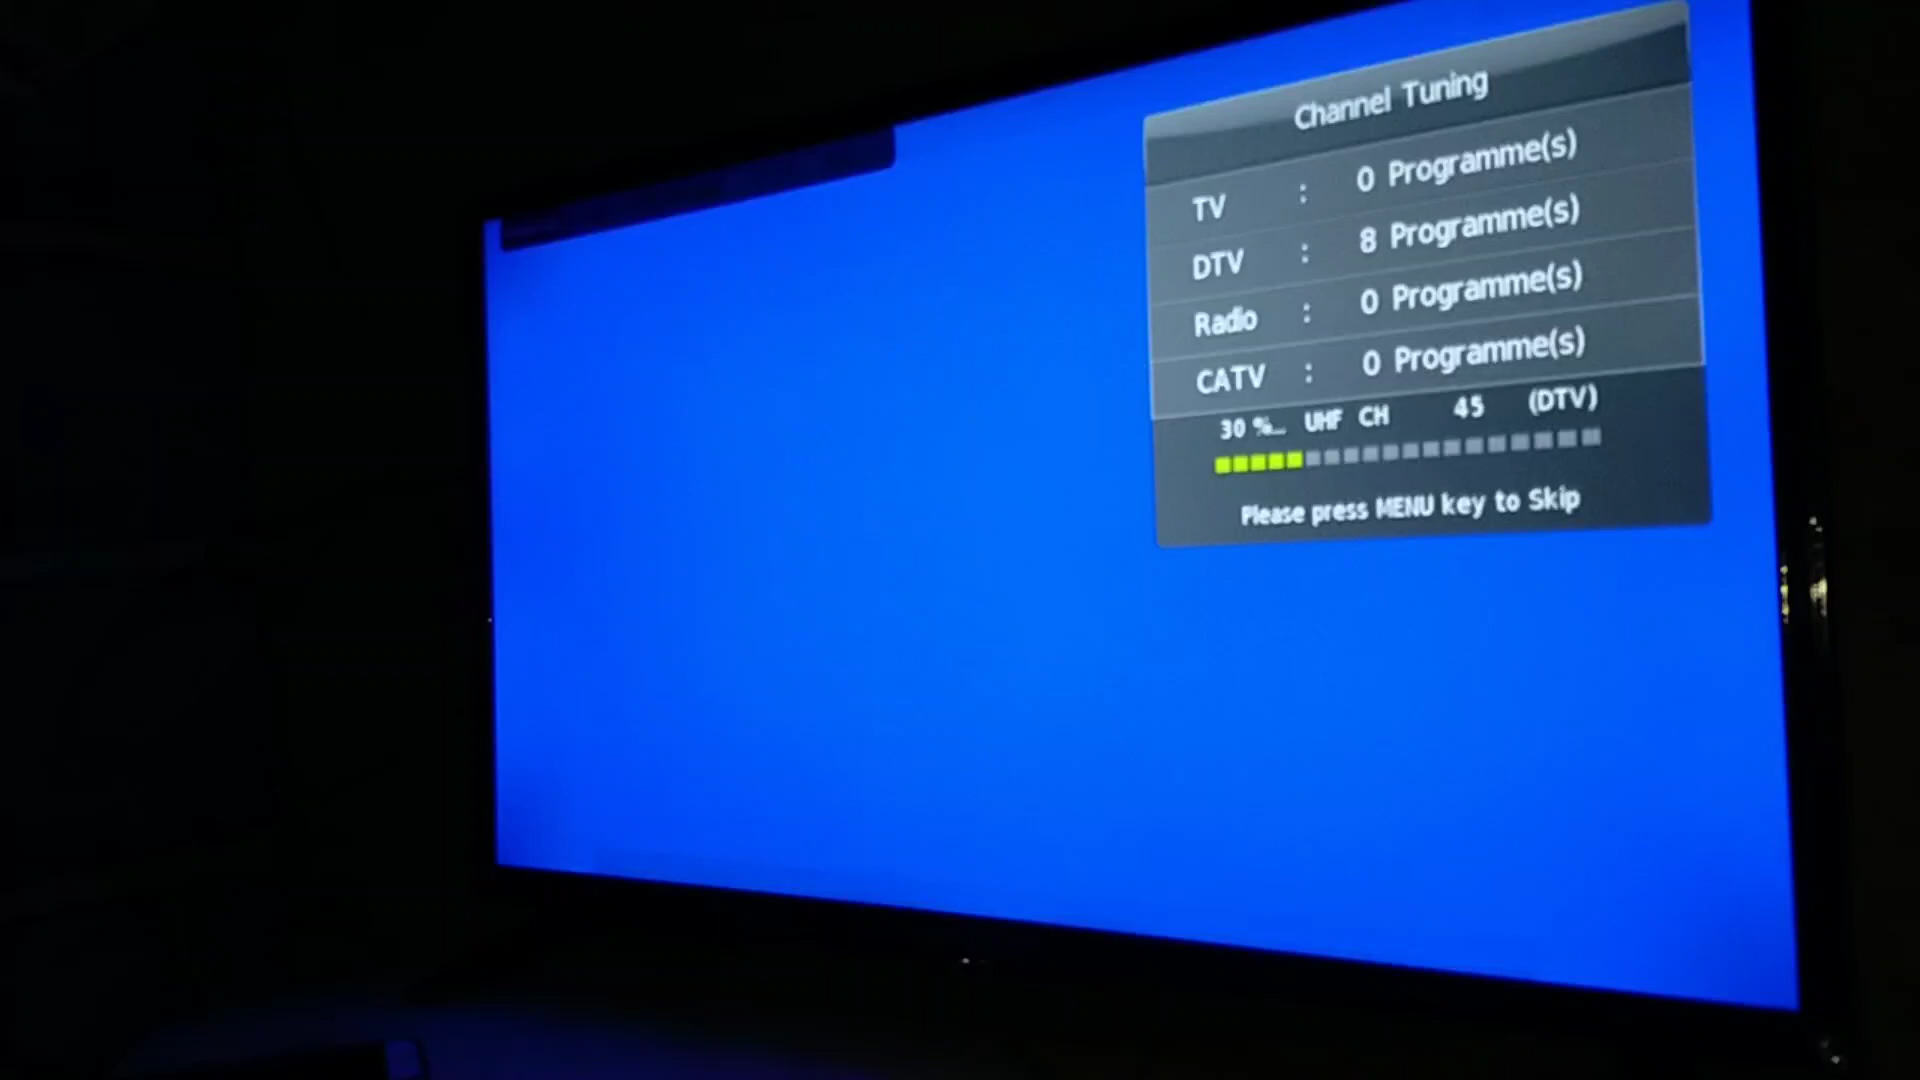 Channel Tuning
TV : 0 Programme(s)
DTV : 8 Programme(s)
Radio : 0 Programme(s)
CATV : 0 Programme(s)
30 %... UHF CH 45 (DTV)
Please press MENU key to Skip